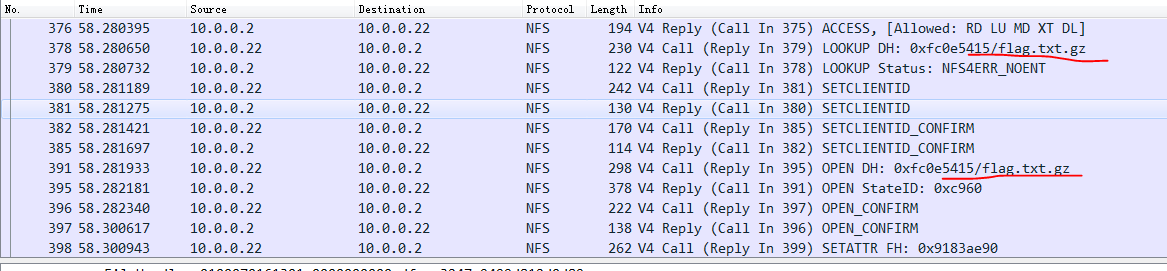 No. Time Source Destination Protocol Length Info
376 58.280395 10.0.0.2 10.0.0.22 NFS 194 V4 Reply (Call In 375) ACCESS, [Allowed: RD LU MD XT DL]
378 58.280650 10.0.0.22 10.0.0.2 NFS 230 V4 Call (Reply In 379) LOOKUP DH: 0xfc0e5415/flag.txt.gz
379 58.280732 10.0.0.2 10.0.0.22 NFS 122 V4 Reply (Call In 378) LOOKUP Status: NFS4ERR_NOENT
380 58.281189 10.0.0.22 10.0.0.2 NFS 242 V4 Call (Reply In 381) SETCLIENTID
381 58.281275 10.0.0.2 10.0.0.22 NFS 130 V4 Reply (Call In 380) SETCLIENTID
382 58.281421 10.0.0.22 10.0.0.2 NFS 170 V4 Call (Reply In 385) SETCLIENTID_CONFIRM
385 58.281697 10.0.0.2 10.0.0.22 NFS 114 V4 Reply (Call In 382) SETCLIENTID_CONFIRM
391 58.281933 10.0.0.22 10.0.0.2 NFS 298 V4 Call (Reply In 395) OPEN DH: 0xfc0e5415/flag.txt.gz
395 58.282181 10.0.0.2 10.0.0.22 NFS 378 V4 Reply (Call In 391) OPEN StateID: 0xc960
396 58.282340 10.0.0.22 10.0.0.2 NFS 222 V4 Call (Reply In 397) OPEN_CONFIRM
397 58.300617 10.0.0.2 10.0.0.22 NFS 138 V4 Reply (Call In 396) OPEN_CONFIRM
398 58.300943 10.0.0.22 10.0.0.2 NFS 262 V4 Call (Reply In 399) SETATTR FH: 0x9183ae90